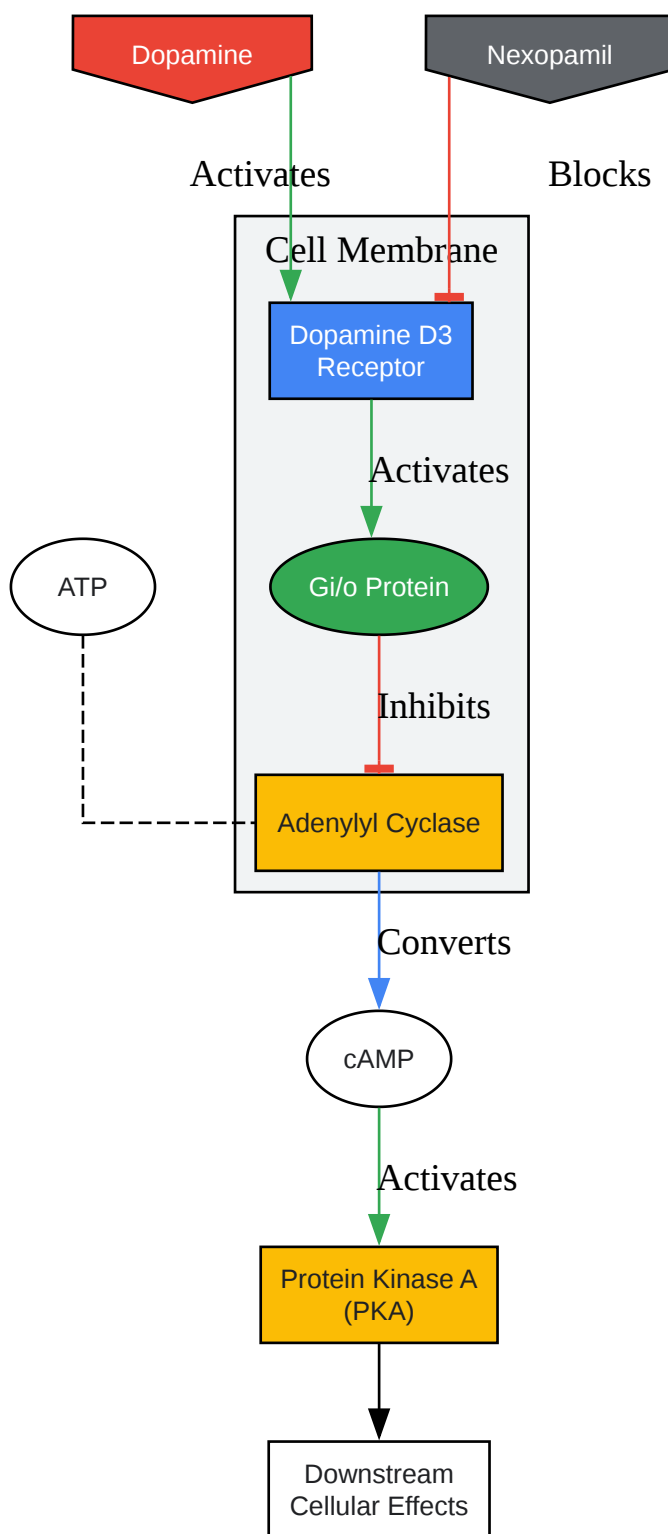 Dopamine
Nexopamil
Activates
Blocks
Cell Membrane
Dopamine D3
Receptor
Activates
ATP
Gi/o Protein
Inhibits
Adenylyl Cyclase
Converts
cAMP
Activates
Protein Kinase A
(PKA)
Downstream
Cellular Effects